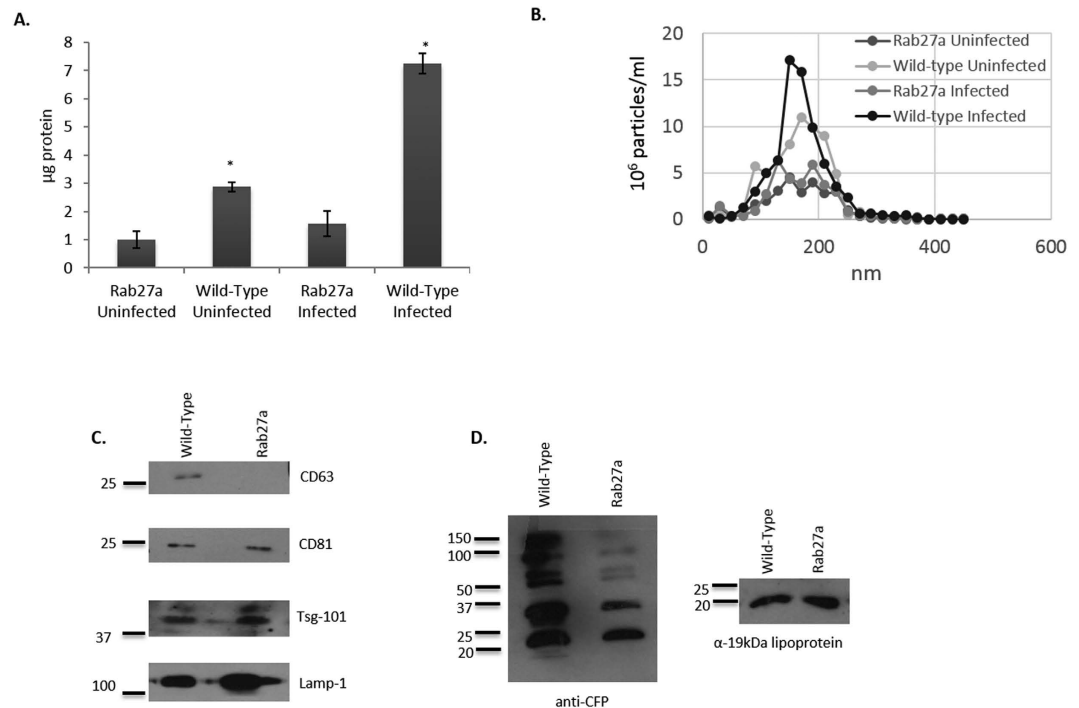 A.
8
7
6
5
4
3
2
1
0
µg protein
*
*
Rab27a
Uninfected
Wild-Type
Uninfected
Rab27a
Infected
Wild-Type
Infected
B.
20
15
10
5
0
10⁶ particles/ml
Rab27a Uninfected
Wild-type Uninfected
Rab27a Infected
Wild-type Infected
0
200
400
600
nm
C.
Wild-Type
Rab27a
25
CD63
25
CD81
Tsg-101
37
100
Lamp-1
D.
Wild-Type
Rab27a
150
100
50
37
25
20
anti-CFP
Wild-Type
Rab27a
25
20
α-19kDa lipoprotein